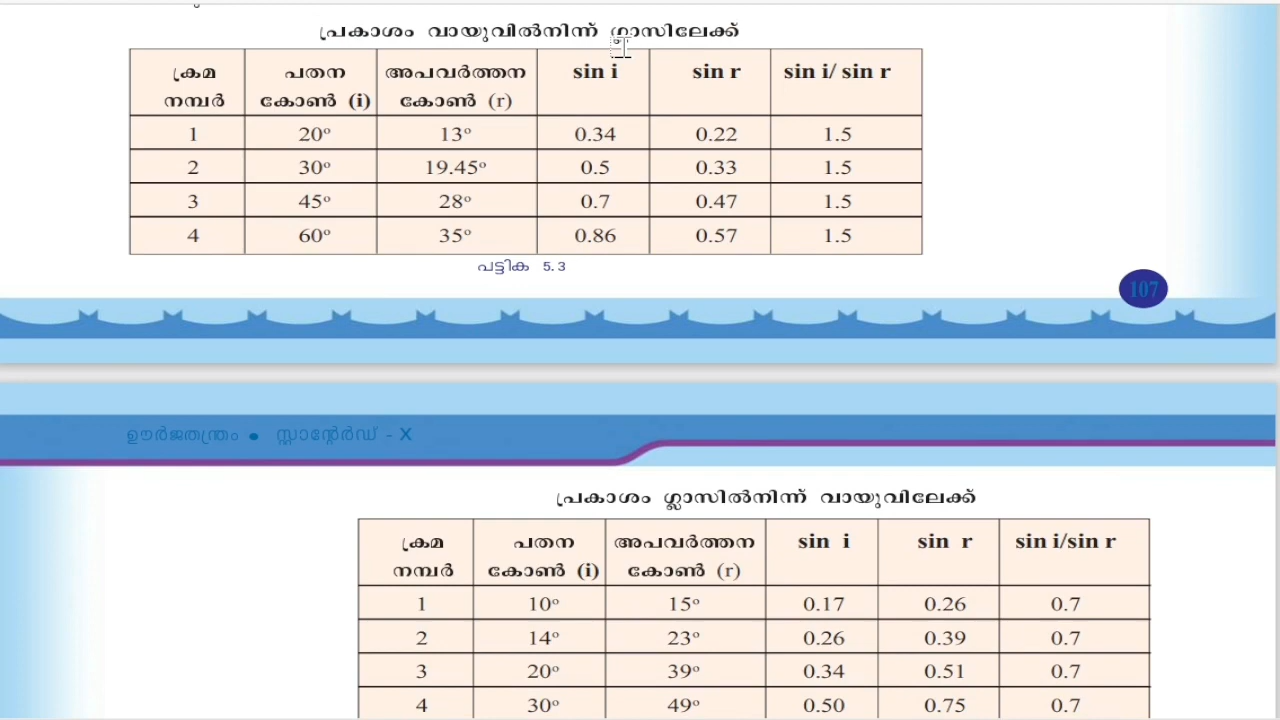 പ്രകാശം വായുവിൽനിന്ന് ഗ്ലാസിലേക്ക്
ക്രമ നമ്പർ പതന കോൺ (i) അപവർത്തന കോൺ (r) sin i sin r sin i/ sin r
1 20° 13° 0.34 0.22 1.5
2 30° 19.45° 0.5 0.33 1.5
3 45° 28° 0.7 0.47 1.5
4 60° 35° 0.86 0.57 1.5
പട്ടിക 5.3
107
ഊർജതന്ത്രം ● സ്റ്റാന്റേർഡ് - X
പ്രകാശം ഗ്ലാസിൽനിന്ന് വായുവിലേക്ക്
ക്രമ നമ്പർ പതന കോൺ (i) അപവർത്തന കോൺ (r) sin i sin r sin i/sin r
1 10° 15° 0.17 0.26 0.7
2 14° 23° 0.26 0.39 0.7
3 20° 39° 0.34 0.51 0.7
4 30° 49° 0.50 0.75 0.7